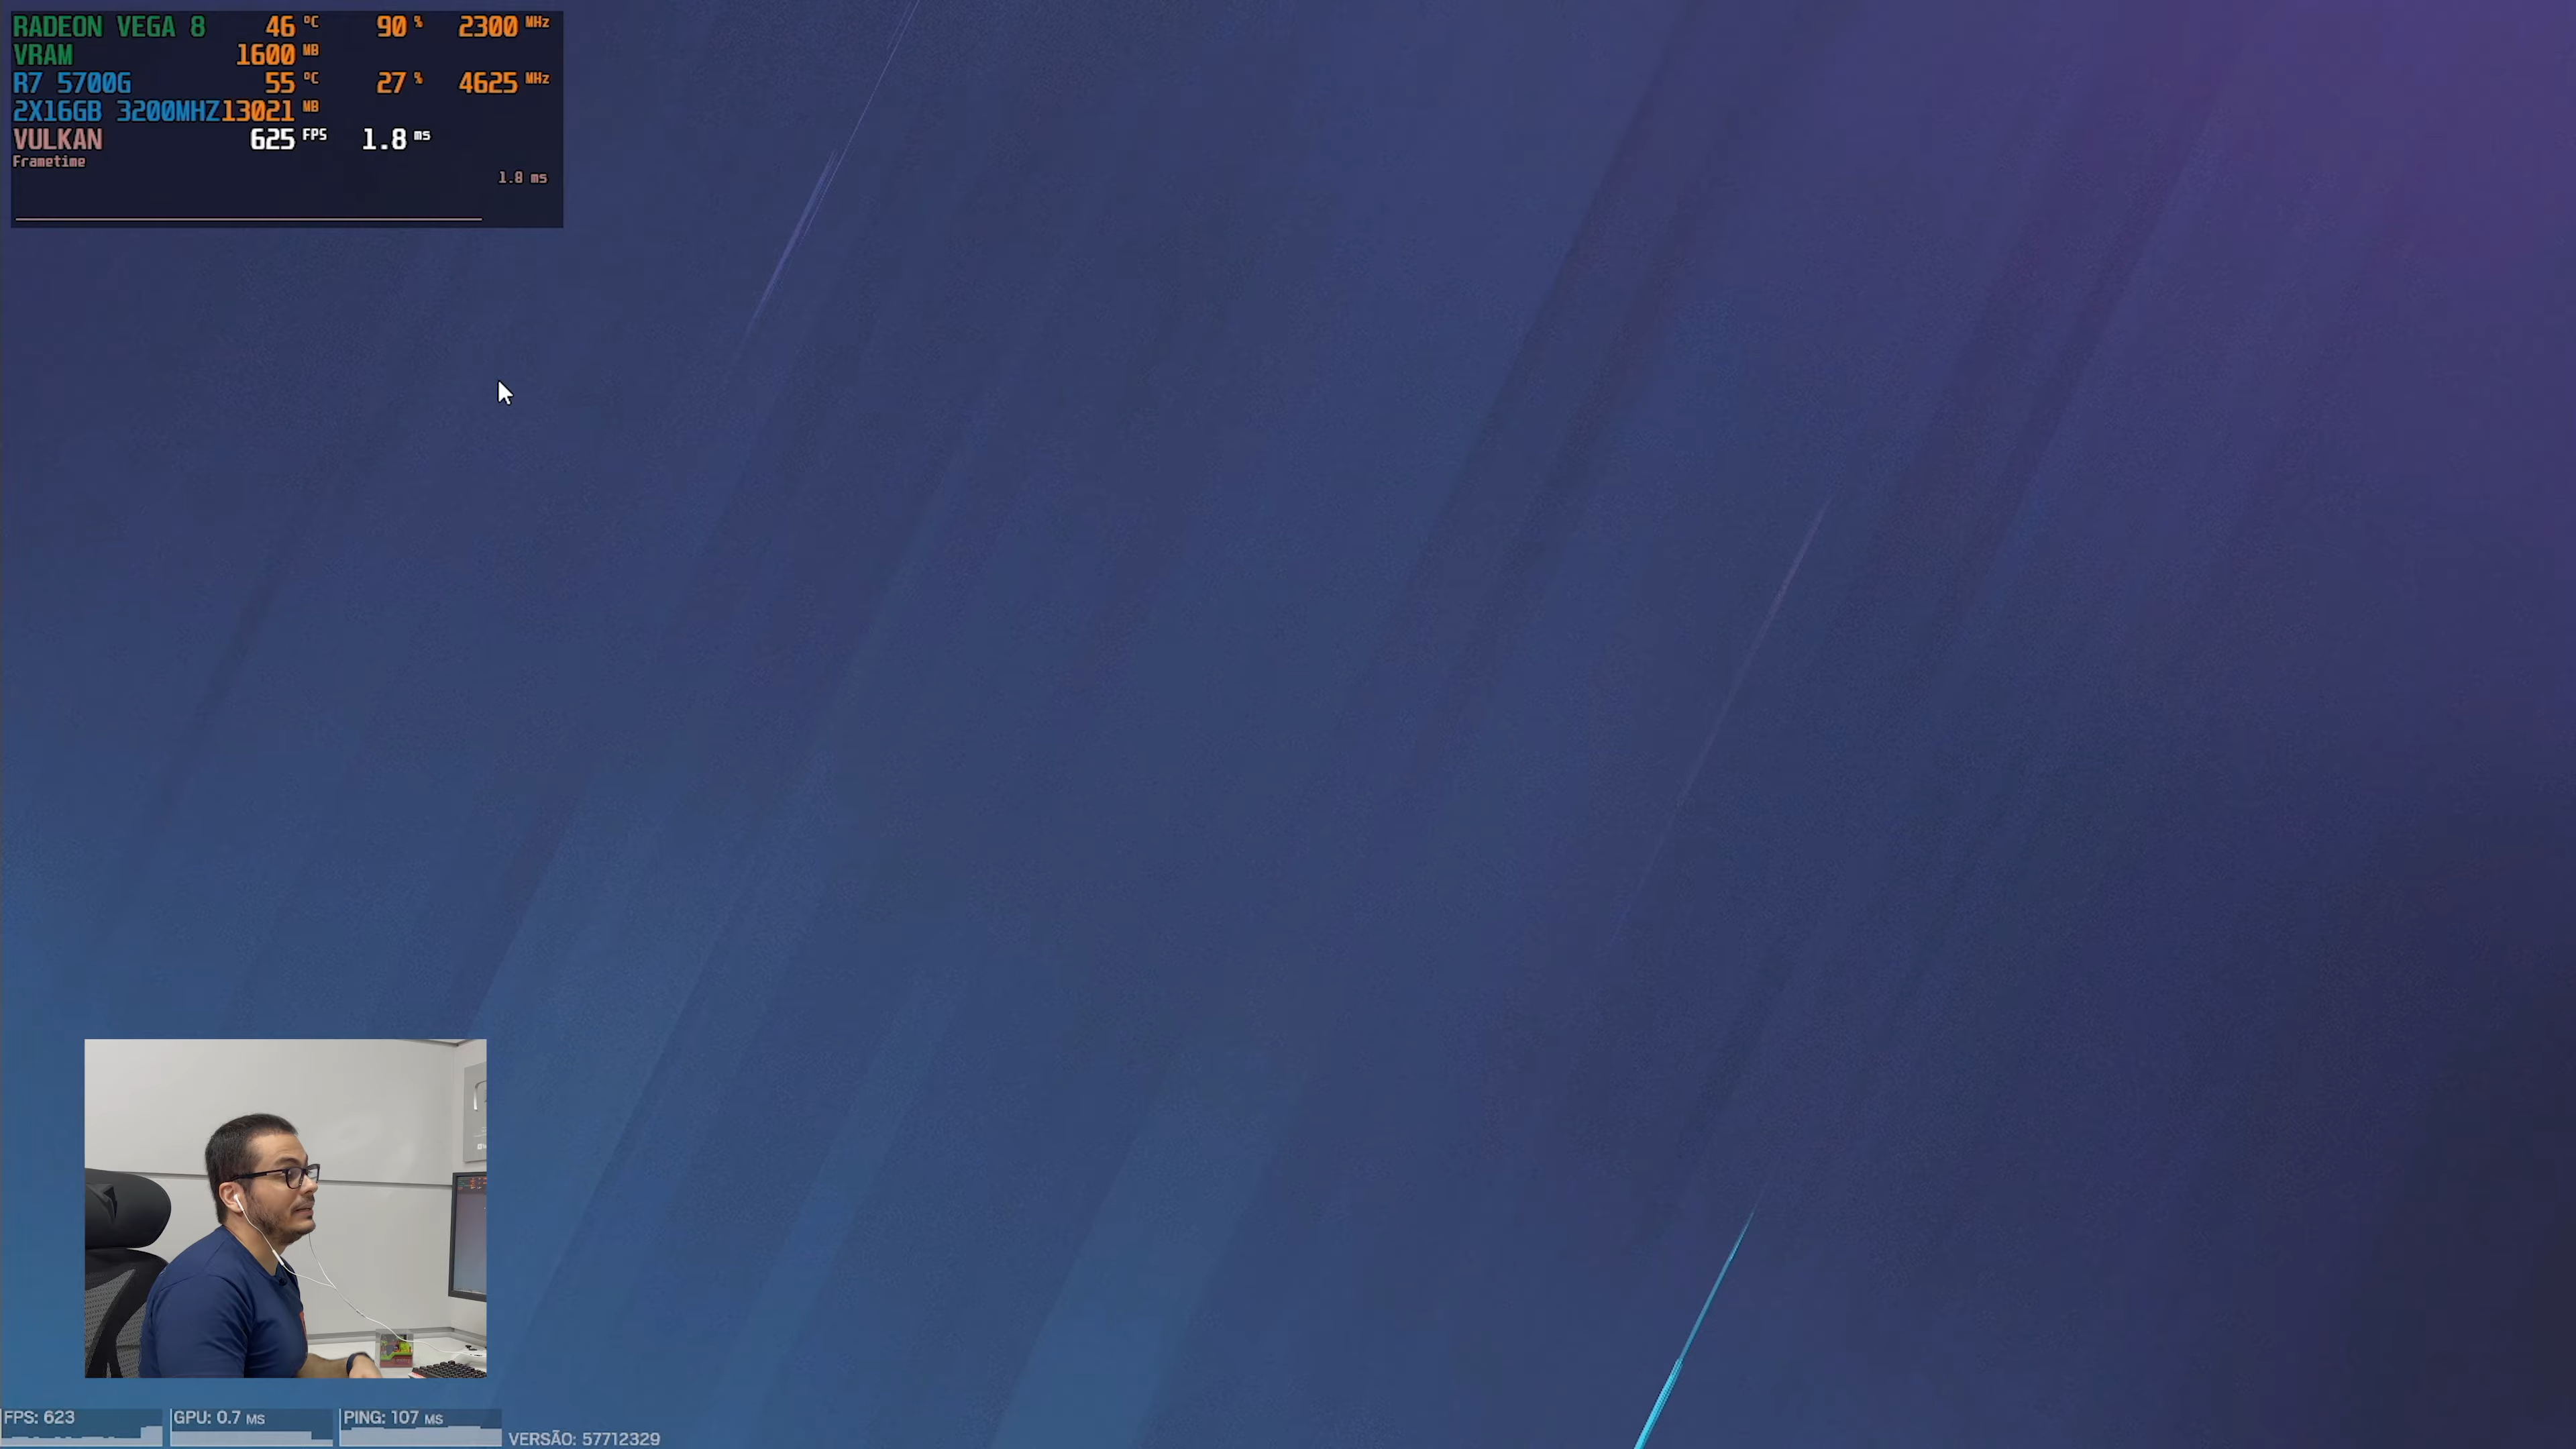 RADEON VEGA 8 46 °C 90 % 2300 MHz
VRAM 1600 MB
R7 5700G 55 °C 27 % 4625 MHz
2X16GB 3200MHZ 13021 MB
VULKAN 625 FPS 1.8 ms
Frametime
1.8 ms
FPS: 623 GPU: 0.7 MS PING: 107 MS VERSÃO: 57712329